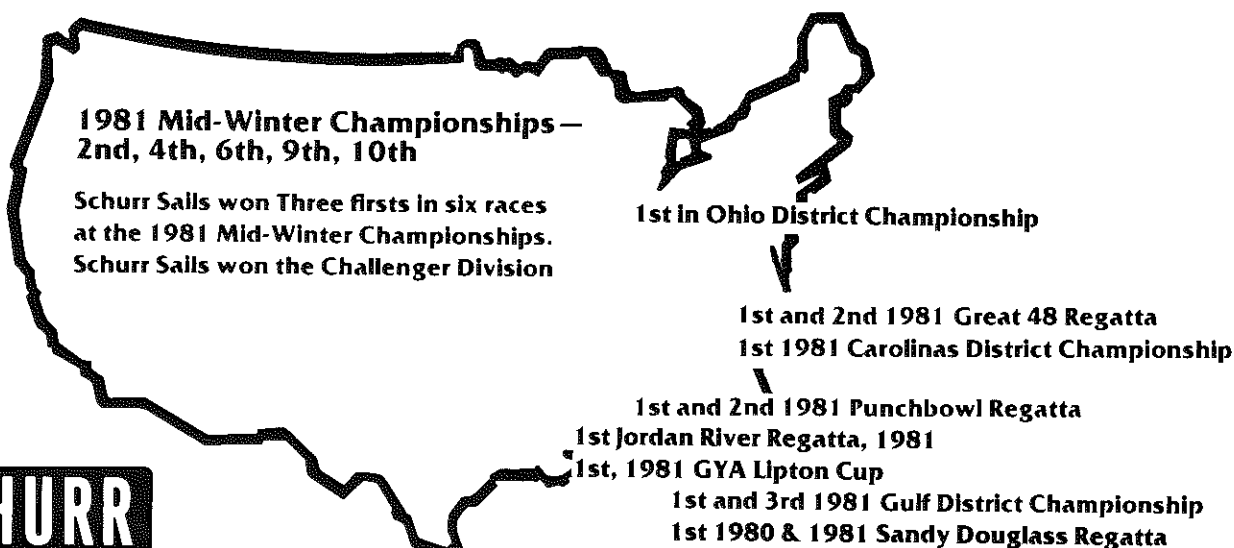 1981 Mid-Winter Championships—
2nd, 4th, 6th, 9th, 10th
Schurr Sails won Three firsts in six races
at the 1981 Mid-Winter Championships.
Schurr Sails won the Challenger Division
1st in Ohio District Championship
1st and 2nd 1981 Great 48 Regatta
1st 1981 Carolinas District Championship
1st and 2nd 1981 Punchbowl Regatta
1st Jordan River Regatta, 1981
1st, 1981 GYA Lipton Cup
1st and 3rd 1981 Gulf District Championship
1st 1980 & 1981 Sandy Douglass Regatta
HURR